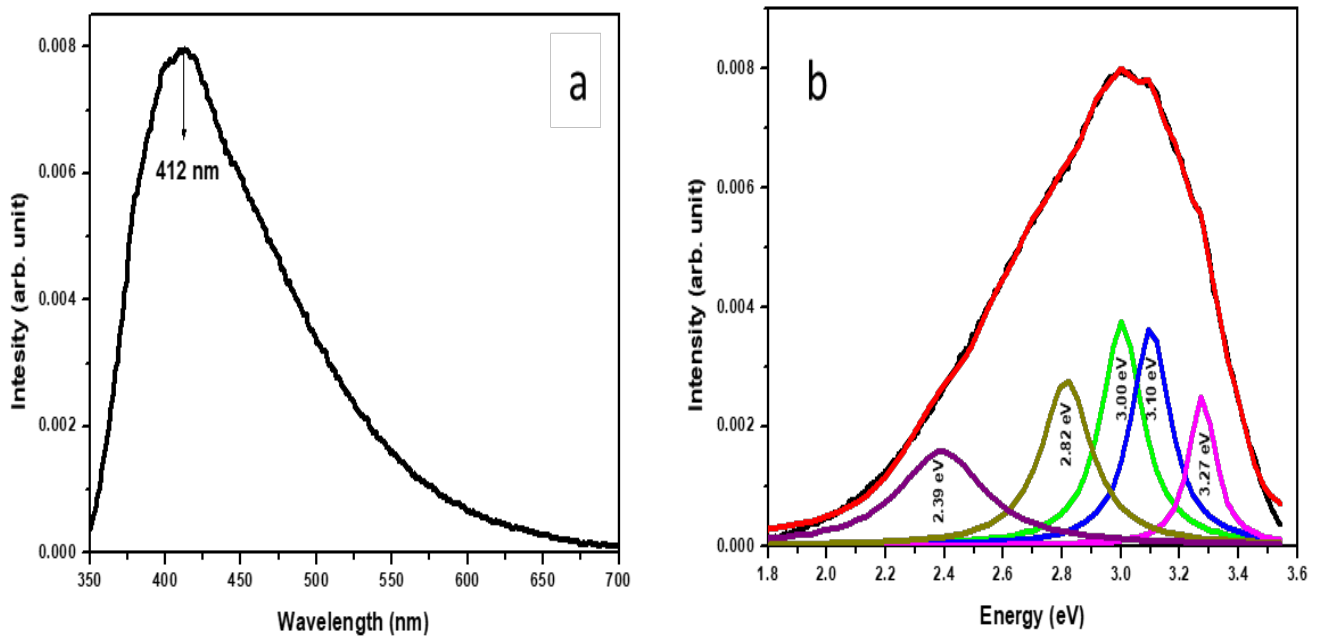 a
412 nm
0.008
0.006
0.004
0.002
0.000
Intesity (arb. unit)
350 400 450 500 550 600 650 700
Wavelength (nm)
b
0.008
0.006
0.004
0.002
0.000
Intensity (arb. unit)
2.39 eV
2.82 eV
3.00 eV
3.10 eV
3.27 eV
1.8 2.0 2.2 2.4 2.6 2.8 3.0 3.2 3.4 3.6
Energy (eV)